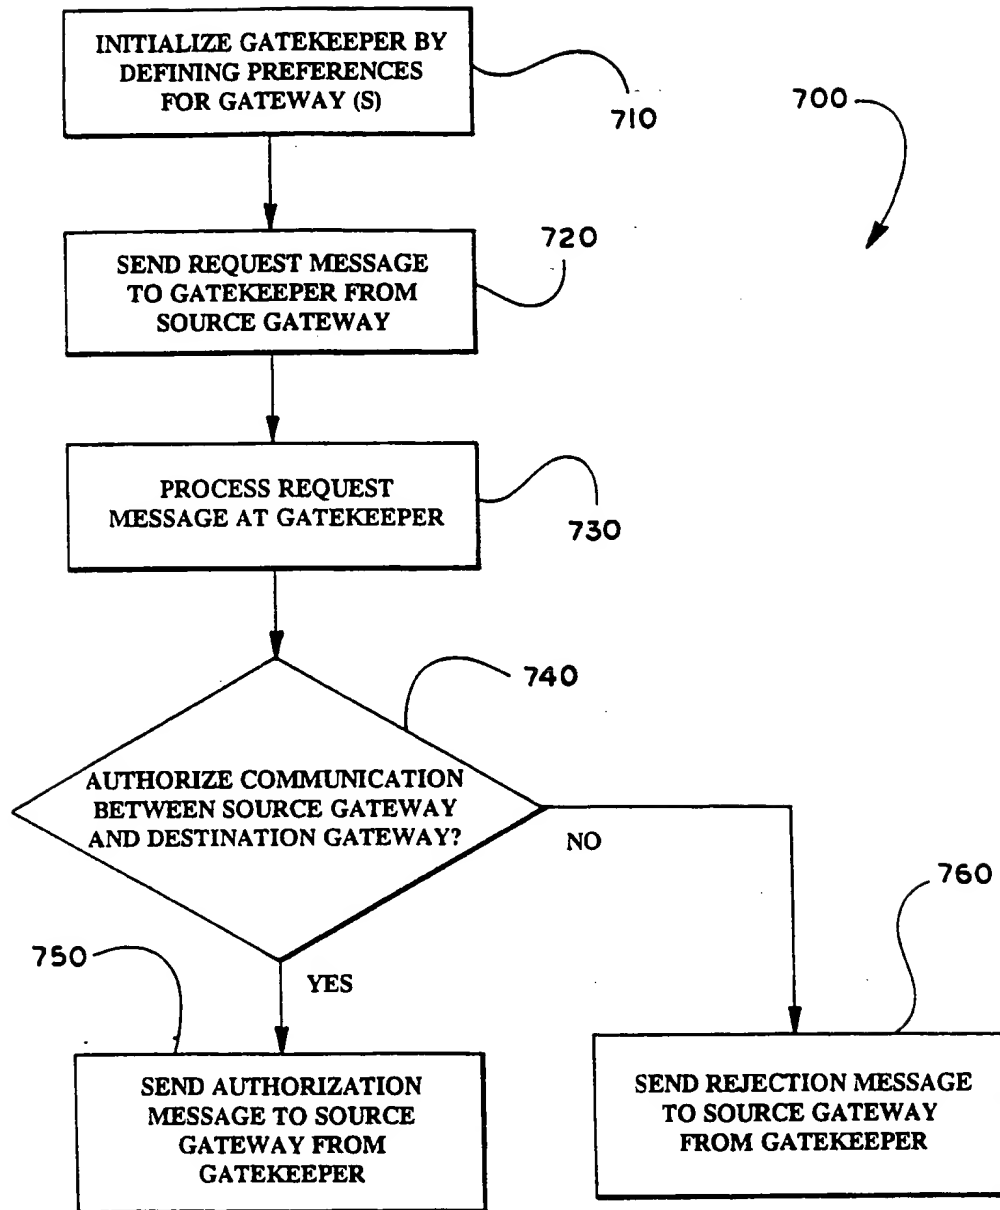 INITIALIZE GATEKEEPER BY
DEFINING PREFERENCES
FOR GATEWAY (S)
710
700
720
SEND REQUEST MESSAGE
TO GATEKEEPER FROM
SOURCE GATEWAY
PROCESS REQUEST
MESSAGE AT GATEKEEPER
730
740
AUTHORIZE COMMUNICATION
BETWEEN SOURCE GATEWAY
AND DESTINATION GATEWAY?
NO
760
750
YES
SEND AUTHORIZATION
MESSAGE TO SOURCE
GATEWAY FROM
GATEKEEPER
SEND REJECTION MESSAGE
TO SOURCE GATEWAY
FROM GATEKEEPER